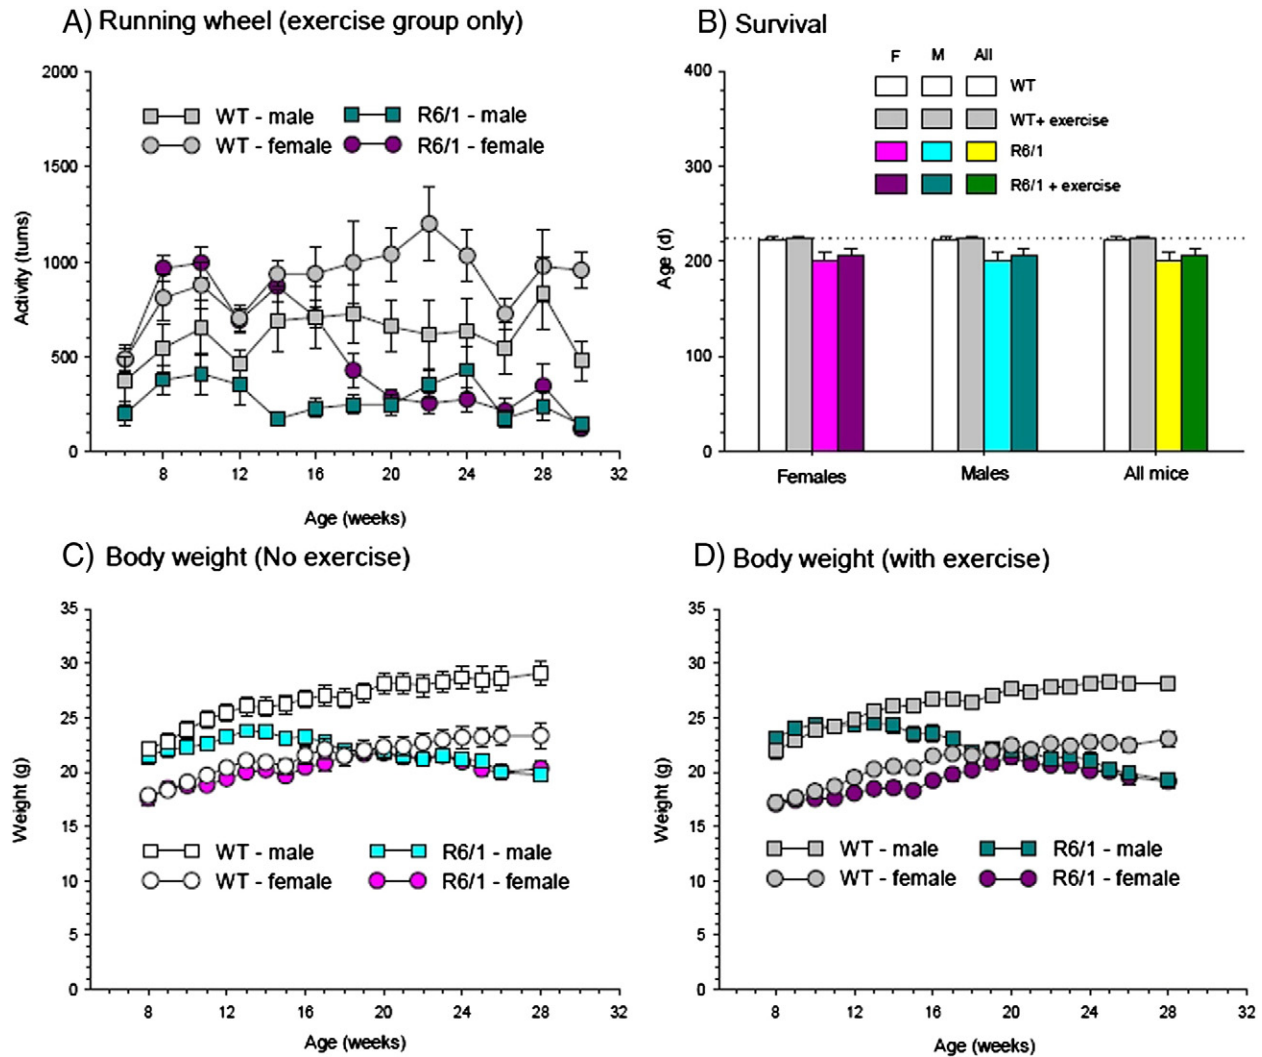 A) Running wheel (exercise group only)
2000
1500
1000
500
0
Activity (turns)
WT - male
R6/1 - male
WT - female
R6/1 - female
8 12 16 20 24 28 32
Age (weeks)
B) Survival
400
300
200
100
0
Age (d)
F M All
WT
WT+ exercise
R6/1
R6/1 + exercise
Females Males All mice
C) Body weight (No exercise)
35
30
25
20
15
10
5
0
Weight (g)
WT - male
R6/1 - male
WT - female
R6/1 - female
8 12 16 20 24 28 32
Age (weeks)
D) Body weight (with exercise)
35
30
25
20
15
10
5
0
Weight (g)
WT - male
R6/1 - male
WT - female
R6/1 - female
8 12 16 20 24 28 32
Age (weeks)